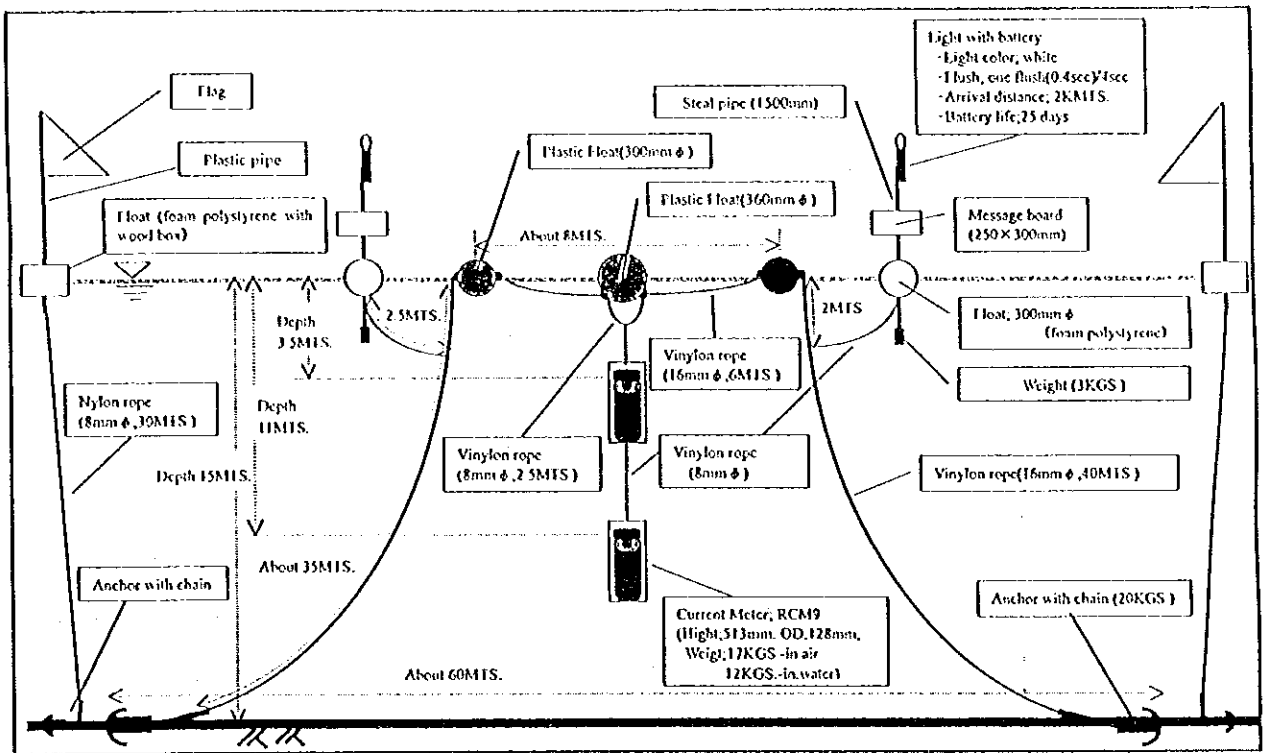 Light with battery
-Light color; white
-Flush, one flush(0.4sec)/4sec
-Arrival distance; 2KMTS.
-Battery life;25 days
Flag
Steal pipe (1500mm)
Plastic pipe
Plastic Float(300mm φ)
Plastic Float(360mm φ)
Float (foam polystyrene with
wood box)
Message board
(250×300mm)
About 8MTS.
2.5MTS.
2MTS
Float, 300mm φ
(foam polystyrene)
Depth
3.5MTS.
Vinylon rope
(16mm φ,6MTS)
Weight (3KGS)
Nylon rope
(8mm φ,30MTS)
Depth
11MTS.
Vinylon rope
(8mm φ,2.5MTS)
Vinylon rope
(8mm φ)
Vinylon rope(16mm φ,40MTS)
Depth 15MTS.
About 35MTS.
Anchor with chain
Anchor with chain (20KGS)
Current Meter; RCM9
(Hight;513mm. OD.128mm,
Weigt;17KGS -in air
12KGS.-in.water)
About 60MTS.